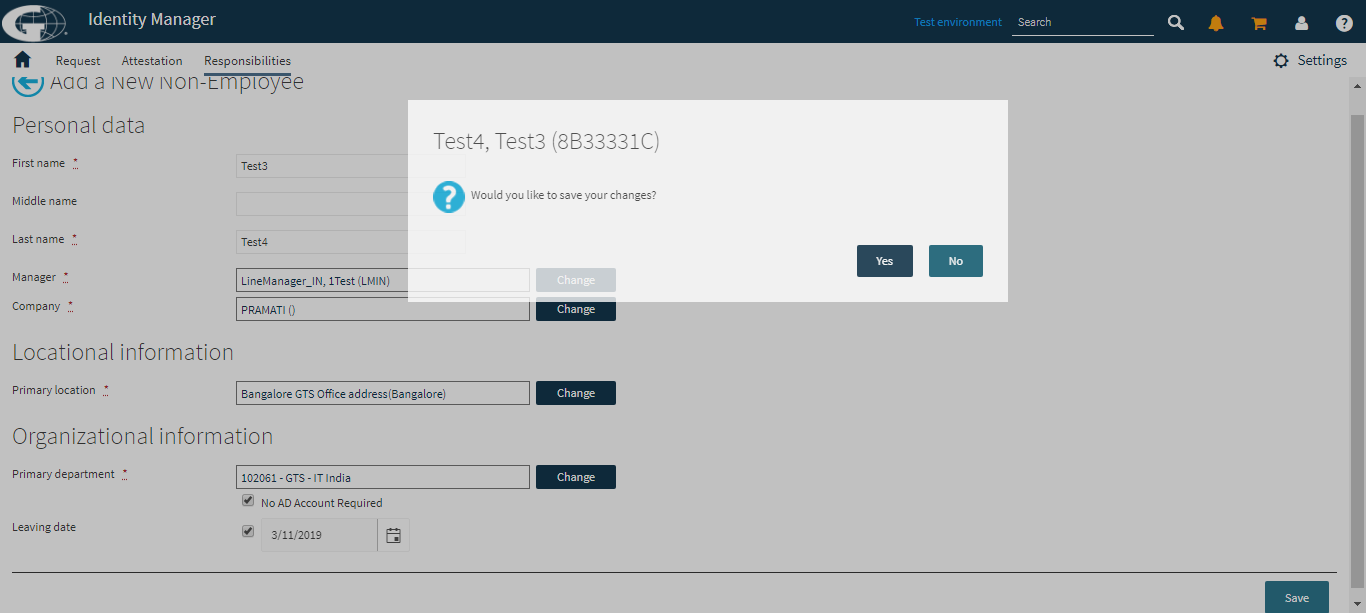 Identity Manager
Test environment
Search
Request Attestation Responsibilities
Settings
Add a New Non-Employee
Personal data
Test4, Test3 (8B33331C)
First name *
Test3
Would you like to save your changes?
Middle name
Last name *
Test4
Yes No
Manager *
LineManager_IN, 1Test (LMIN)
Change
Company *
PRAMATI ()
Change
Locational information
Primary location *
Bangalore GTS Office address(Bangalore)
Change
Organizational information
Primary department *
102061 - GTS - IT India
Change
No AD Account Required
Leaving date
3/11/2019
Save